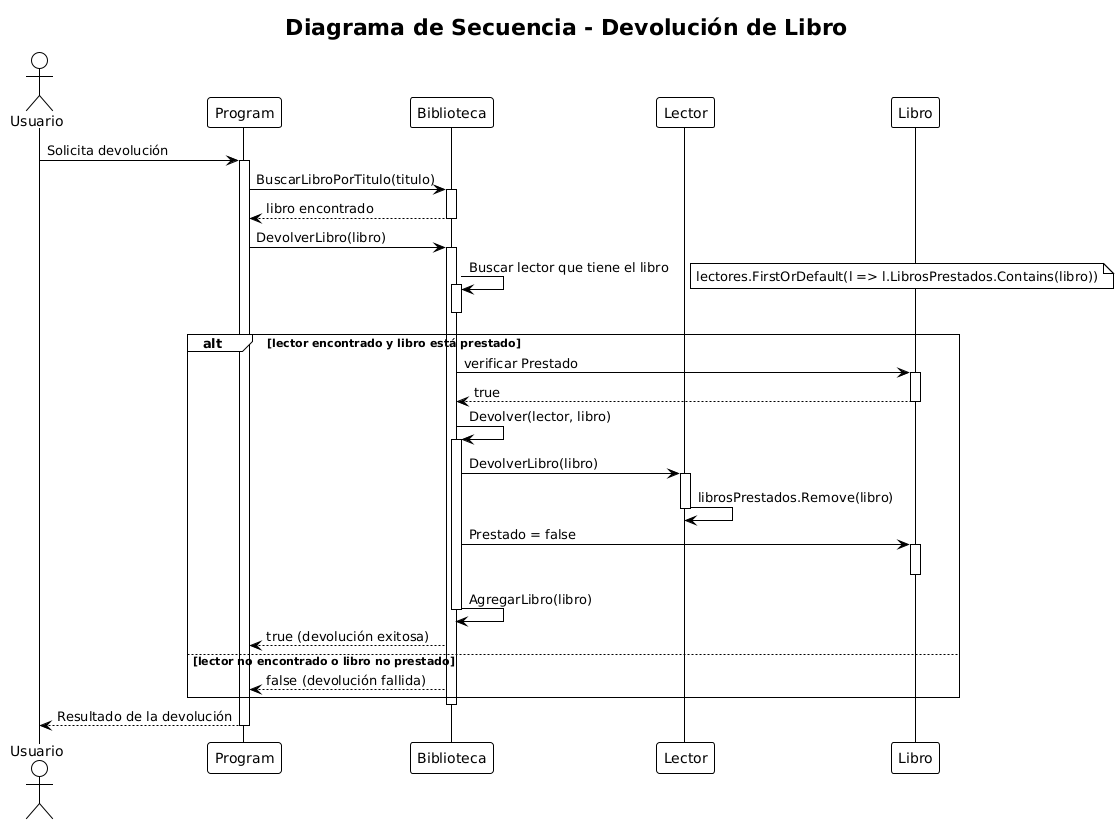 Diagrama de Secuencia - Devolución de Libro
Usuario
Program
Biblioteca
Lector
Libro
Solicita devolución
BuscarLibroPorTitulo(titulo)
libro encontrado
DevolverLibro(libro)
Buscar lector que tiene el libro
lectores.FirstOrDefault(l => l.LibrosPrestados.Contains(libro))
alt
[lector encontrado y libro está prestado]
verificar Prestado
true
Devolver(lector, libro)
DevolverLibro(libro)
librosPrestados.Remove(libro)
Prestado = false
AgregarLibro(libro)
true (devolución exitosa)
[lector no encontrado o libro no prestado]
false (devolución fallida)
Resultado de la devolución
Usuario
Program
Biblioteca
Lector
Libro